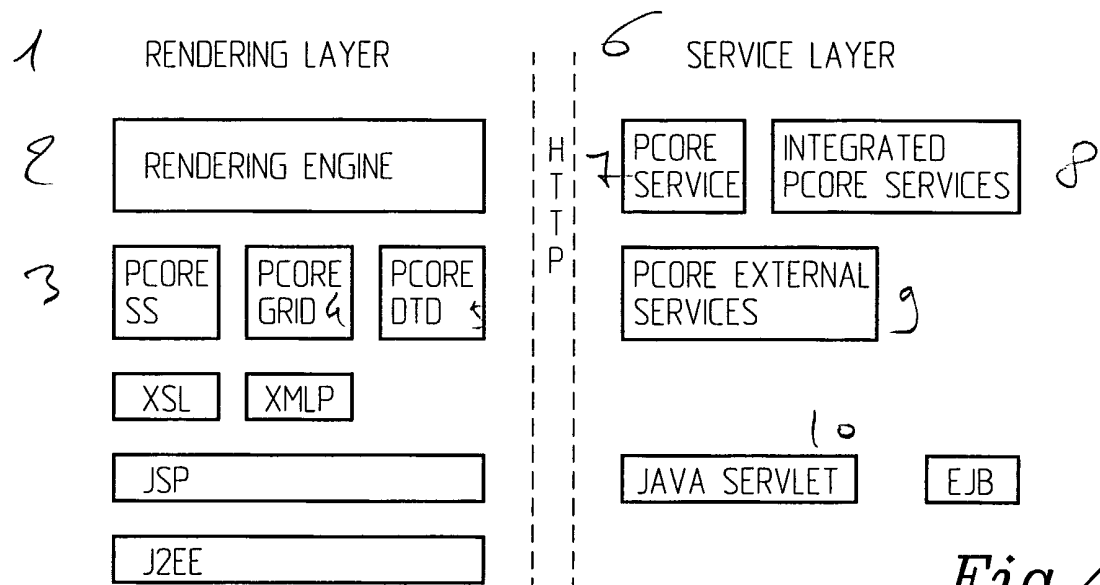 1 RENDERING LAYER
2 RENDERING ENGINE
3 PCORE
SS
PCORE
GRID 4
PCORE
DTD 5
XSL
XMLP
JSP
J2EE
HTTP
6 SERVICE LAYER
7 PCORE
SERVICE
INTEGRATED
PCORE SERVICES 8
PCORE EXTERNAL
SERVICES 9
10
JAVA SERVLET
EJB
Fig.